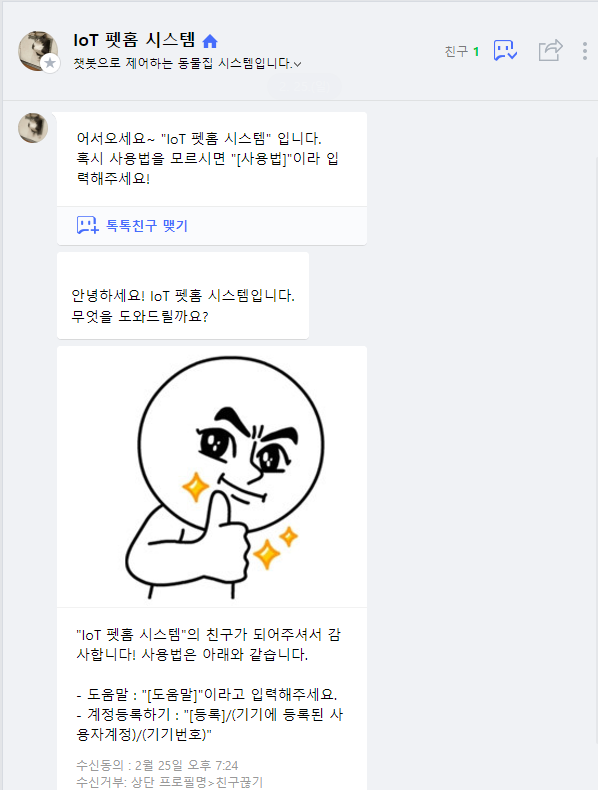 IoT 펫홈 시스템
챗봇으로 제어하는 동물집 시스템입니다.
친구 1
어서오세요~ "IoT 펫홈 시스템" 입니다.
혹시 사용법을 모르시면 "[사용법]"이라 입
력해주세요!
톡톡친구 맺기
안녕하세요! IoT 펫홈 시스템입니다.
무엇을 도와드릴까요?
"IoT 펫홈 시스템"의 친구가 되어주셔서 감
사합니다! 사용법은 아래와 같습니다.
- 도움말 : "[도움말]"이라고 입력해주세요.
- 계정등록하기 : "[등록]/(기기에 등록된 사
용자계정)/(기기번호)"
수신동의 : 2월 25일 오후 7:24
수신거부: 상단 프로필명>친구끊기